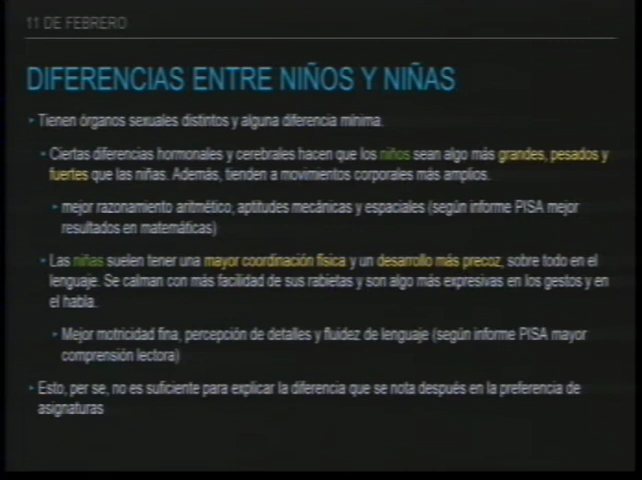 11 DE FEBRERO
DIFERENCIAS ENTRE NIÑOS Y NIÑAS
Tienen órganos sexuales distintos y alguna diferencia mínima.
Ciertas diferencias hormonales y cerebrales hacen que los niños sean algo más grandes, pesados y
fuertes que las niñas. Además, tienden a movimientos corporales más amplios.
mejor razonamiento aritmético, aptitudes mecánicas y espaciales (según informe PISA mejor
resultados en matemáticas)
Las niñas suelen tener una mayor coordinación física y un desarrollo más precoz, sobre todo en el
lenguaje. Se calman con más facilidad de sus rabietas y son algo más expresivas en los gestos y en
el habla.
Mejor motricidad fina, percepción de detalles y fluidez de lenguaje (según informe PISA mayor
comprensión lectora)
Esto, per se, no es suficiente para explicar la diferencia que se nota después en la preferencia de
asignaturas